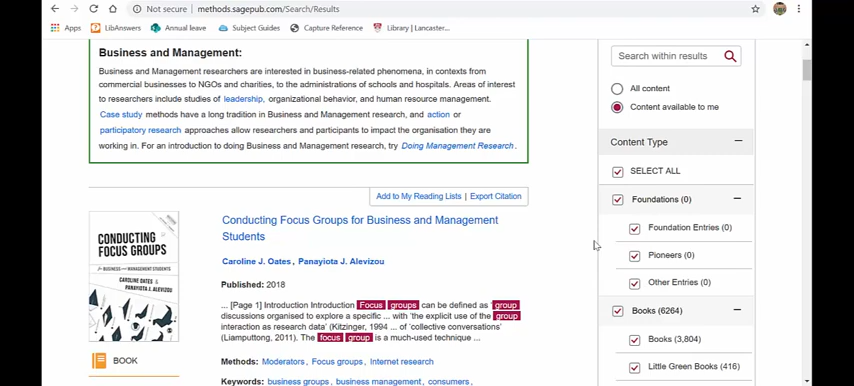 Not secure | methods.sagepub.com/Search/Results
Apps LibAnswers Annual leave Subject Guides Capture Reference Library | Lancaster...
Business and Management:
Business and Management researchers are interested in business-related phenomena, in contexts from
commercial businesses to NGOs and charities, to the administrations of schools and hospitals. Areas of interest
to researchers include studies of leadership, organizational behavior, and human resource management.
Case study methods have a long tradition in Business and Management research, and action or
participatory research approaches allow researchers and participants to impact the organisation they are
working in. For an introduction to doing Business and Management research, try Doing Management Research.
Add to My Reading Lists | Export Citation
CONDUCTING
FOCUS GROUPS
FOR BUSINESS AND MANAGEMENT
STUDENTS
CAROLINE OATES &
PANAYIOTA J. ALEVIZOU
BOOK
Conducting Focus Groups for Business and Management
Students
Caroline J. Oates , Panayiota J. Alevizou
Published: 2018
... [Page 1] Introduction Introduction Focus groups can be defined as 'group
discussions organised to explore a specific ... with 'the explicit use of the group
interaction as research data' (Kitzinger, 1994 ... of 'collective conversations'
(Liamputtong, 2011). The focus group is a much-used technique ...
Methods: Moderators, Focus groups, Internet research
Keywords: business groups, business management, consumers,
Search within results
All content
Content available to me
Content Type
SELECT ALL
Foundations (0)
Foundation Entries (0)
Pioneers (0)
Other Entries (0)
Books (6264)
Books (3,804)
Little Green Books (416)